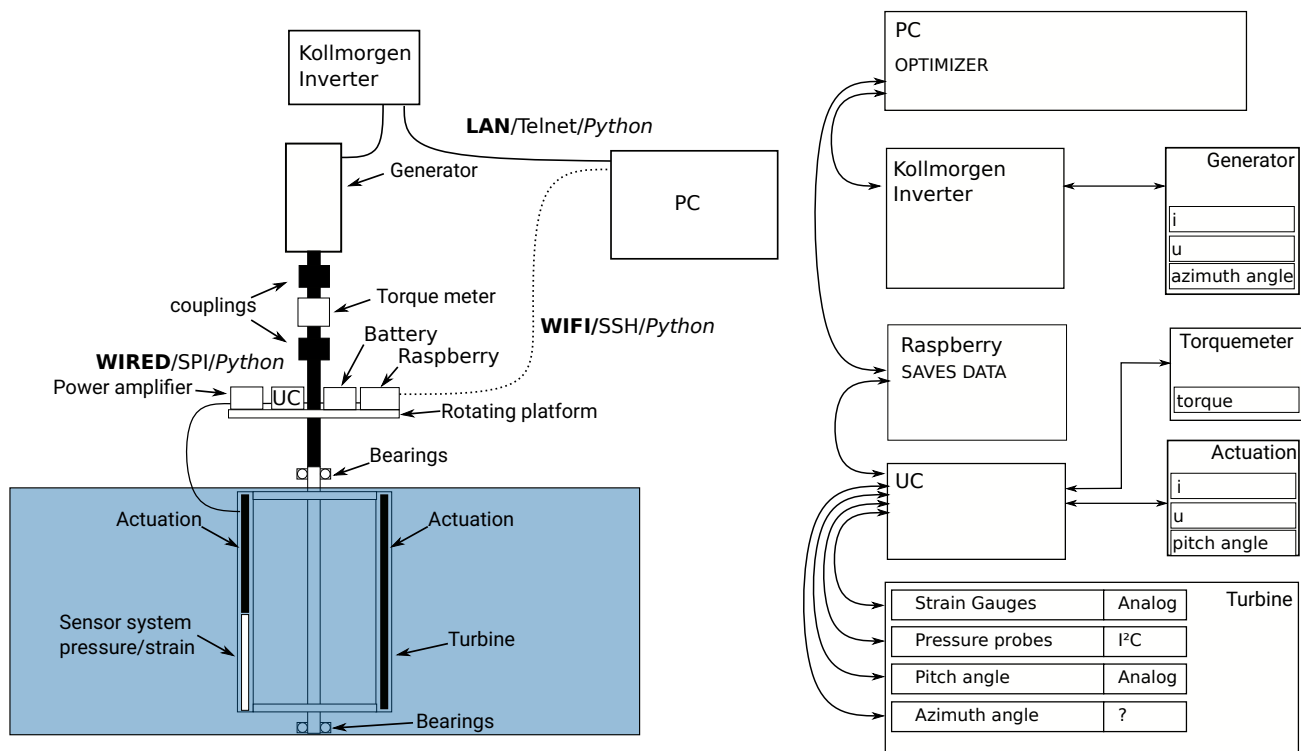 Kollmorgen
Inverter
LAN/Telnet/Python
Generator
PC
couplings
Torque meter
WIFI/SSH/Python
Battery
WIRED/SPI/Python
Raspberry
Power amplifier
UC
Rotating platform
Bearings
Actuation
Actuation
Sensor system
pressure/strain
Turbine
Bearings
PC
OPTIMIZER
Kollmorgen
Inverter
Generator
i
u
azimuth angle
Raspberry
SAVES DATA
Torquemeter
torque
UC
Actuation
i
u
pitch angle
Turbine
Strain Gauges Analog
Pressure probes I²C
Pitch angle Analog
Azimuth angle ?